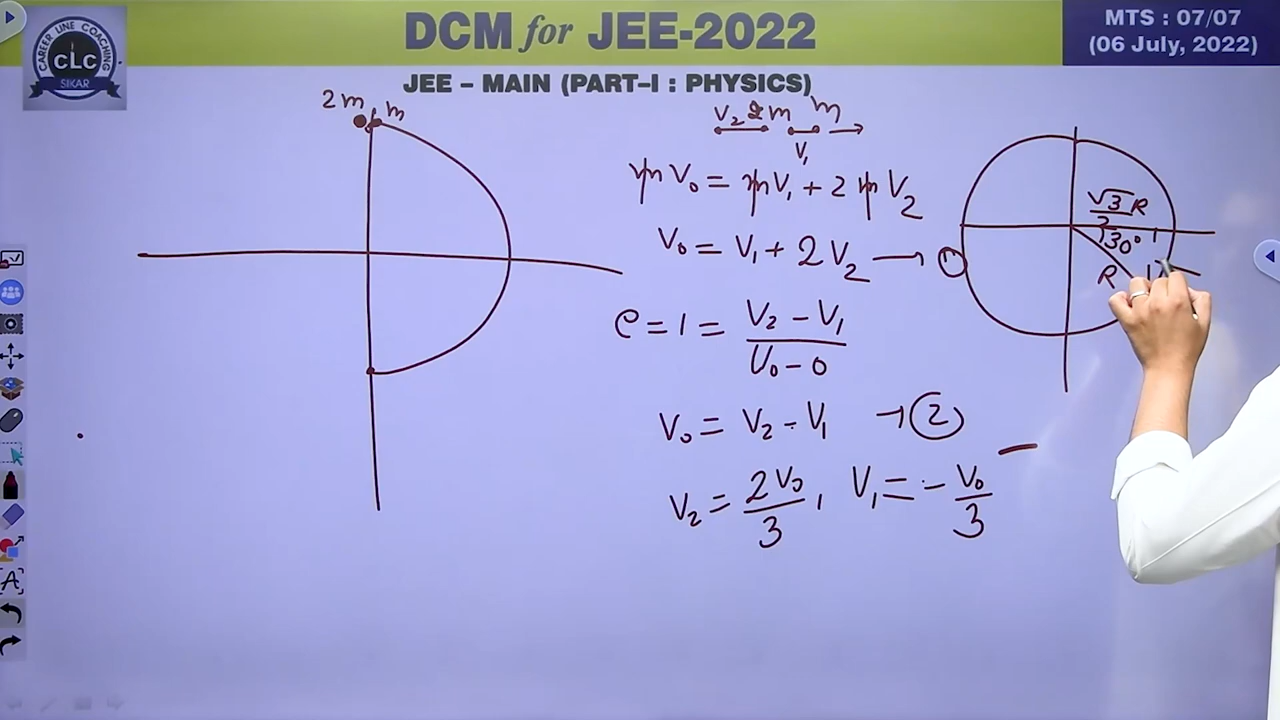 DCM for JEE-2022
MTS : 07/07
(06 July, 2022)
CAREER LINE COACHING
CLC
SIKAR
JEE – MAIN (PART–I : PHYSICS)
2m m
V₂ 2m m
V₁
mV₀ = mV₁ + 2mV₂
V₀ = V₁ + 2V₂ → ①
e = 1 = (V₂ - V₁)/(V₀ - 0)
V₀ = V₂ - V₁ → ②
V₂ = 2V₀/3, V₁ = - V₀/3
√3R/2
30°
R
A